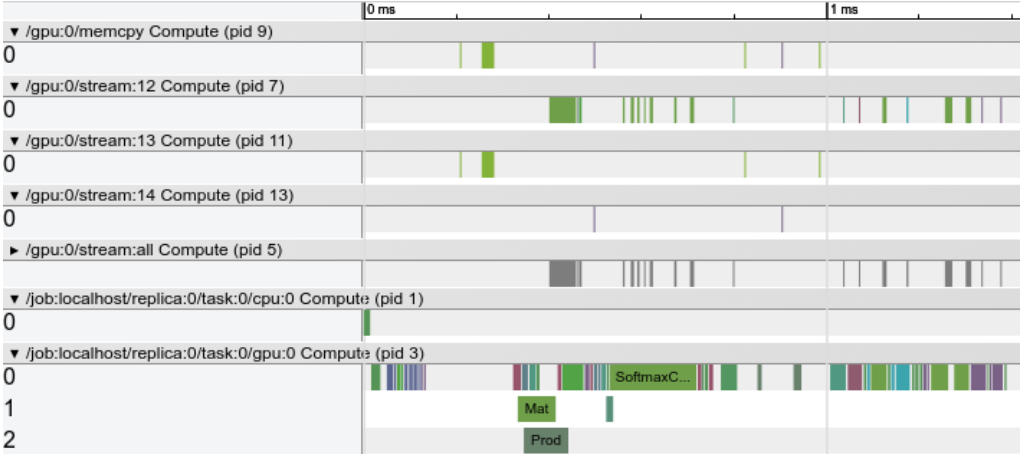 0 ms 1 ms
▼ /gpu:0/memcpy Compute (pid 9)
0
▼ /gpu:0/stream:12 Compute (pid 7)
0
▼ /gpu:0/stream:13 Compute (pid 11)
0
▼ /gpu:0/stream:14 Compute (pid 13)
0
► /gpu:0/stream:all Compute (pid 5)
▼ /job:localhost/replica:0/task:0/cpu:0 Compute (pid 1)
0
▼ /job:localhost/replica:0/task:0/gpu:0 Compute (pid 3)
0 SoftmaxC...
1 Mat
2 Prod